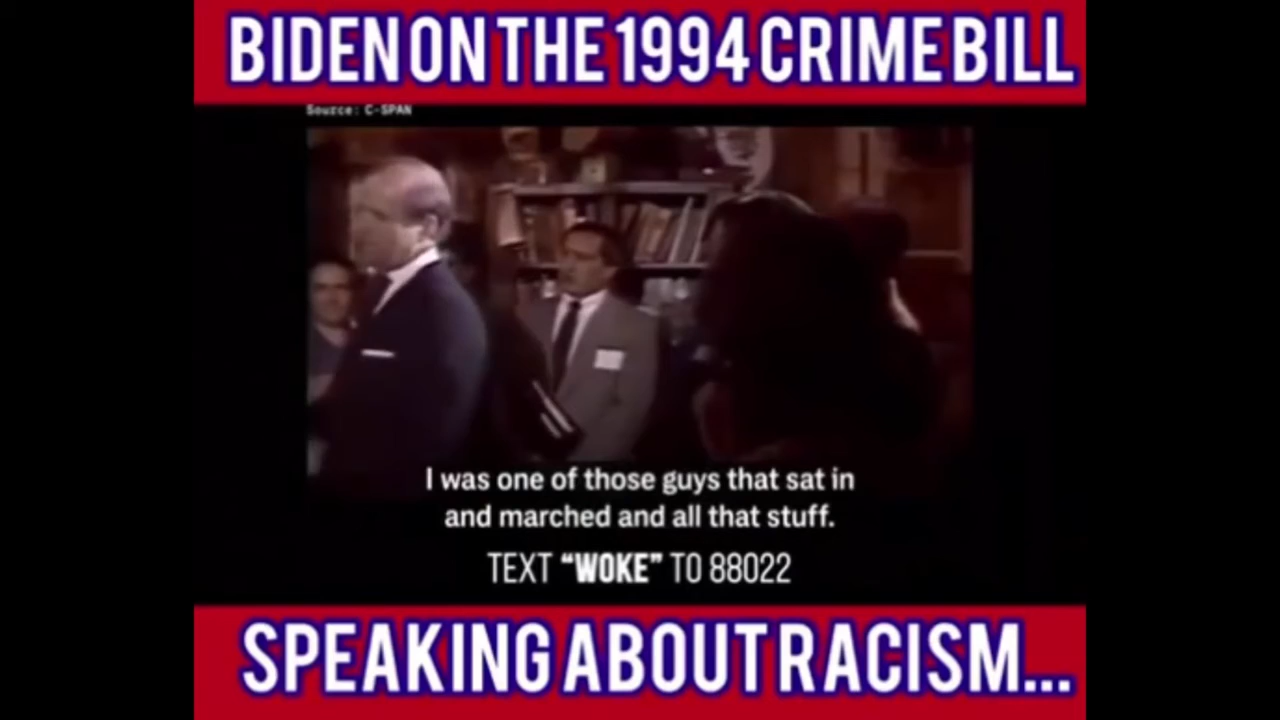 BIDEN ON THE 1994 CRIME BILL
Source: C-SPAN
I was one of those guys that sat in
and marched and all that stuff.
TEXT “WOKE” TO 88022
SPEAKING ABOUT RACISM...